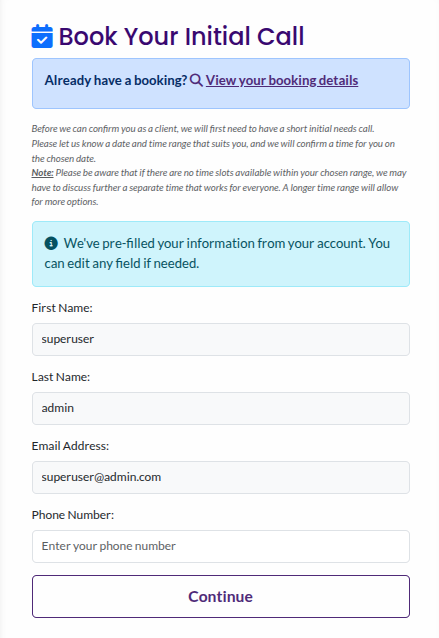 Book Your Initial Call
Already have a booking? View your booking details
Before we can confirm you as a client, we will first need to have a short initial needs call.
Please let us know a date and time range that suits you, and we will confirm a time for you on
the chosen date.
Note: Please be aware that if there are no time slots available within your chosen range, we may
have to discuss further a separate time that works for everyone. A longer time range will allow
for more options.
We've pre-filled your information from your account. You
can edit any field if needed.
First Name:
superuser
Last Name:
admin
Email Address:
superuser@admin.com
Phone Number:
Enter your phone number
Continue